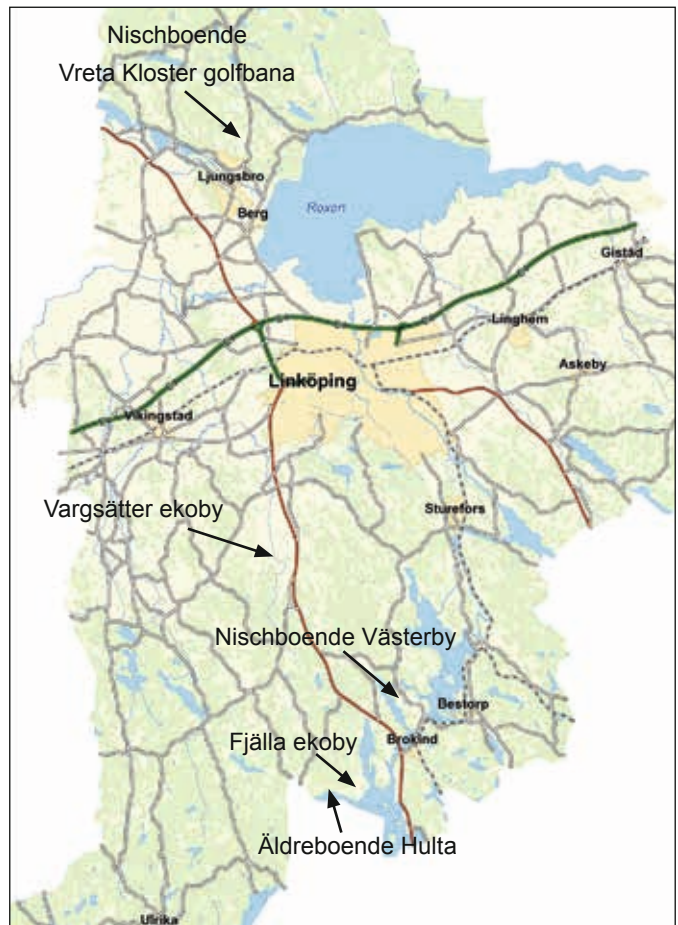 Nischboende
Vreta Kloster golfbana
Ljungsbro
Berg
Roxen
Gistad
Linghem
Askeby
Linköping
Vikingstad
Vargsätter ekoby
Sturefors
Nischboende Västerby
Bestorp
Fjälla ekoby
Brokind
Äldreboende Hulta
Ulrika